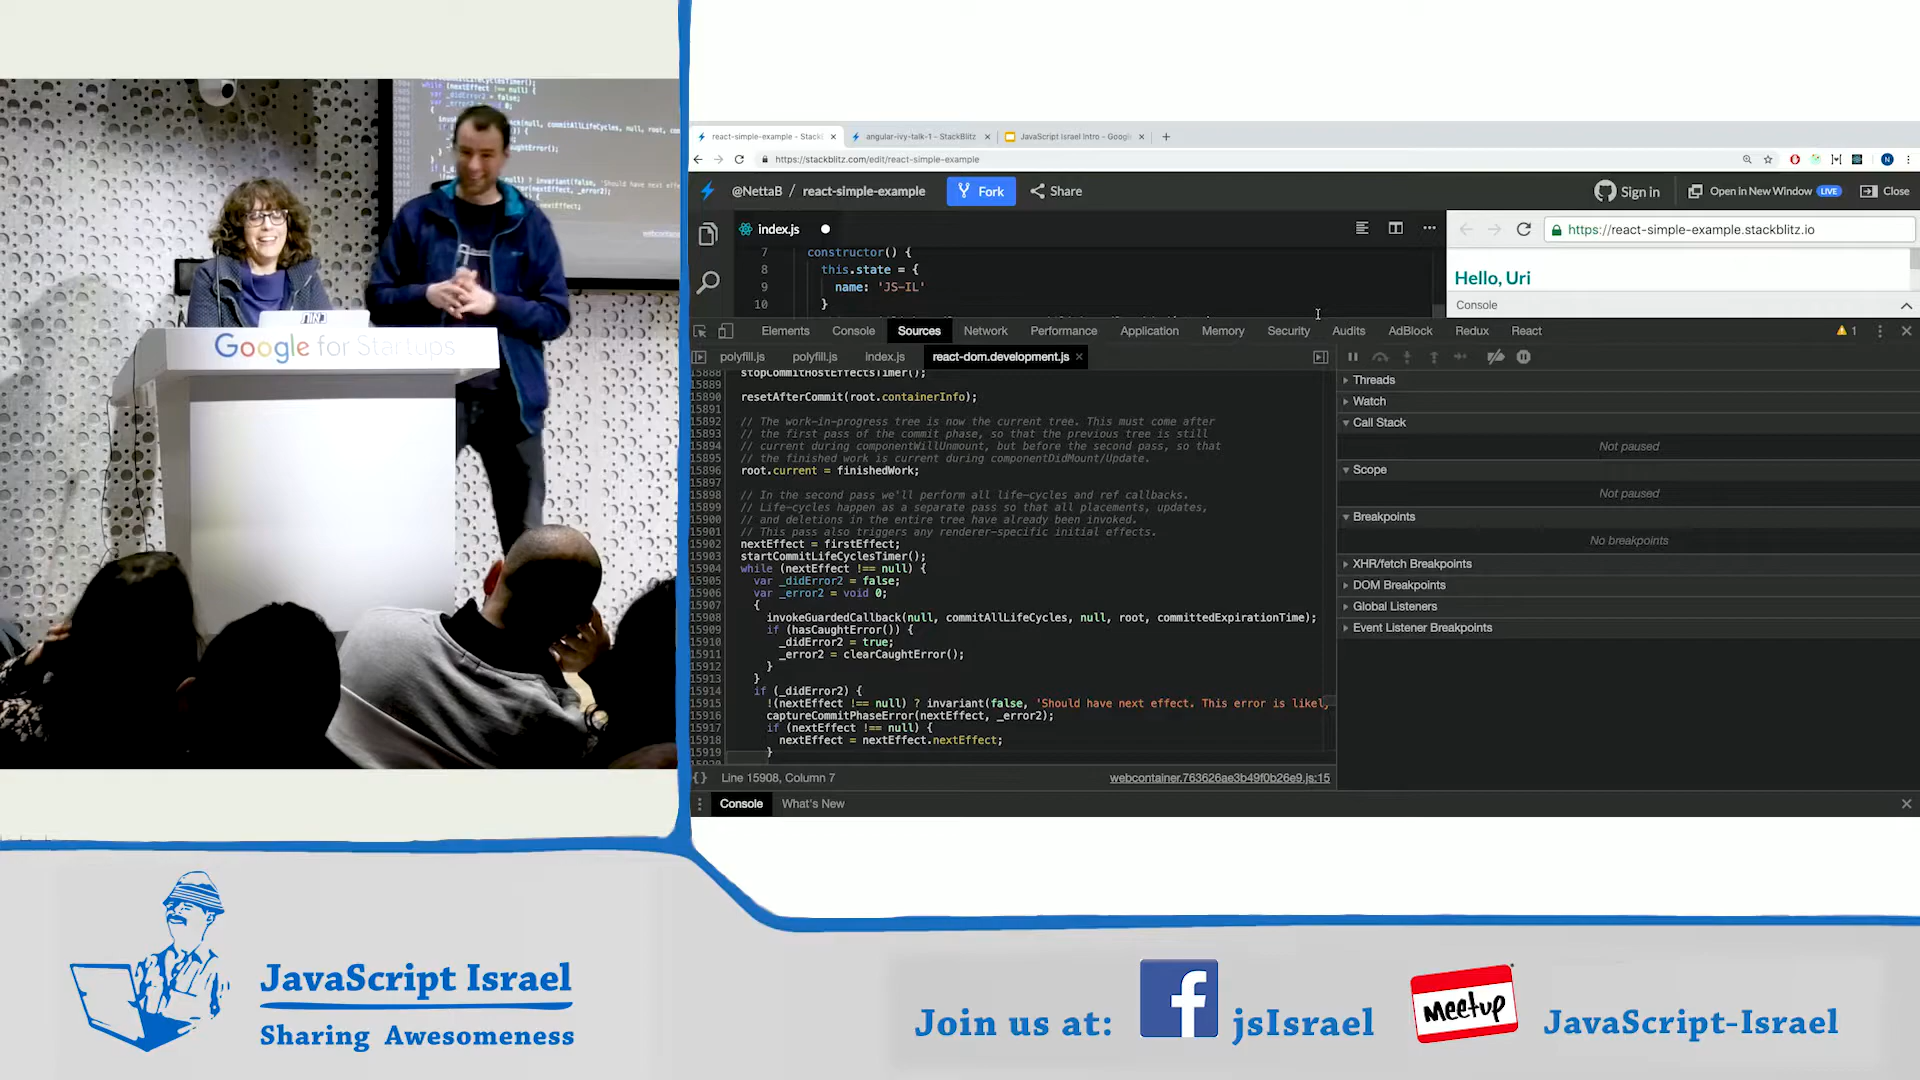 Google for Startups
react-simple-example - Stack
angular-ivy-talk-1 - StackBlitz
JavaScript Israel Intro - Googl
https://stackblitz.com/edit/react-simple-example
@NettaB / react-simple-example
Fork
Share
Sign in
Open in New Window LIVE
Close
index.js
https://react-simple-example.stackblitz.io
7 constructor() {
8 this.state = {
9 name: 'JS-IL'
10 }
Hello, Uri
Console
Elements Console Sources Network Performance Application Memory Security Audits AdBlock Redux React
1
polyfill.js polyfill.js index.js react-dom.development.js
15888 stopCommitHostEffectsTimer();
15889
15890 resetAfterCommit(root.containerInfo);
15891
15892 // The work-in-progress tree is now the current tree. This must come after
15893 // the first pass of the commit phase, so that the previous tree is still
15894 // current during componentWillUnmount, but before the second pass, so that
15895 // the finished work is current during componentDidMount/Update.
15896 root.current = finishedWork;
15897
15898 // In the second pass we'll perform all life-cycles and ref callbacks.
15899 // Life-cycles happen as a separate pass so that all placements, updates,
15900 // and deletions in the entire tree have already been invoked.
15901 // This pass also triggers any renderer-specific initial effects.
15902 nextEffect = firstEffect;
15903 startCommitLifeCyclesTimer();
15904 while (nextEffect !== null) {
15905 var _didError2 = false;
15906 var _error2 = void 0;
15907 {
15908 invokeGuardedCallback(null, commitAllLifeCycles, null, root, committedExpirationTime);
15909 if (hasCaughtError()) {
15910 _didError2 = true;
15911 _error2 = clearCaughtError();
15912 }
15913 }
15914 if (_didError2) {
15915 !(nextEffect !== null) ? invariant(false, 'Should have next effect. This error is likel
15916 captureCommitPhaseError(nextEffect, _error2);
15917 if (nextEffect !== null) {
15918 nextEffect = nextEffect.nextEffect;
15919 }
{} Line 15908, Column 7
webcontainer.763626ae3b49f0b26e9.js:15
Threads
Watch
Call Stack
Not paused
Scope
Not paused
Breakpoints
No breakpoints
XHR/fetch Breakpoints
DOM Breakpoints
Global Listeners
Event Listener Breakpoints
Console What's New
JavaScript Israel
Sharing Awesomeness
Join us at:
f
jsIsrael
Meetup
JavaScript-Israel